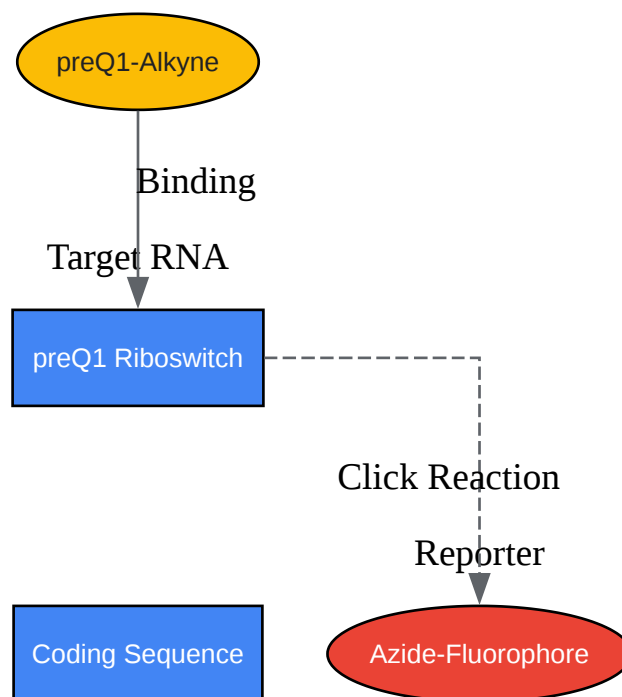 preQ1-Alkyne
Binding
Target RNA
preQ1 Riboswitch
Click Reaction
Reporter
Coding Sequence
Azide-Fluorophore